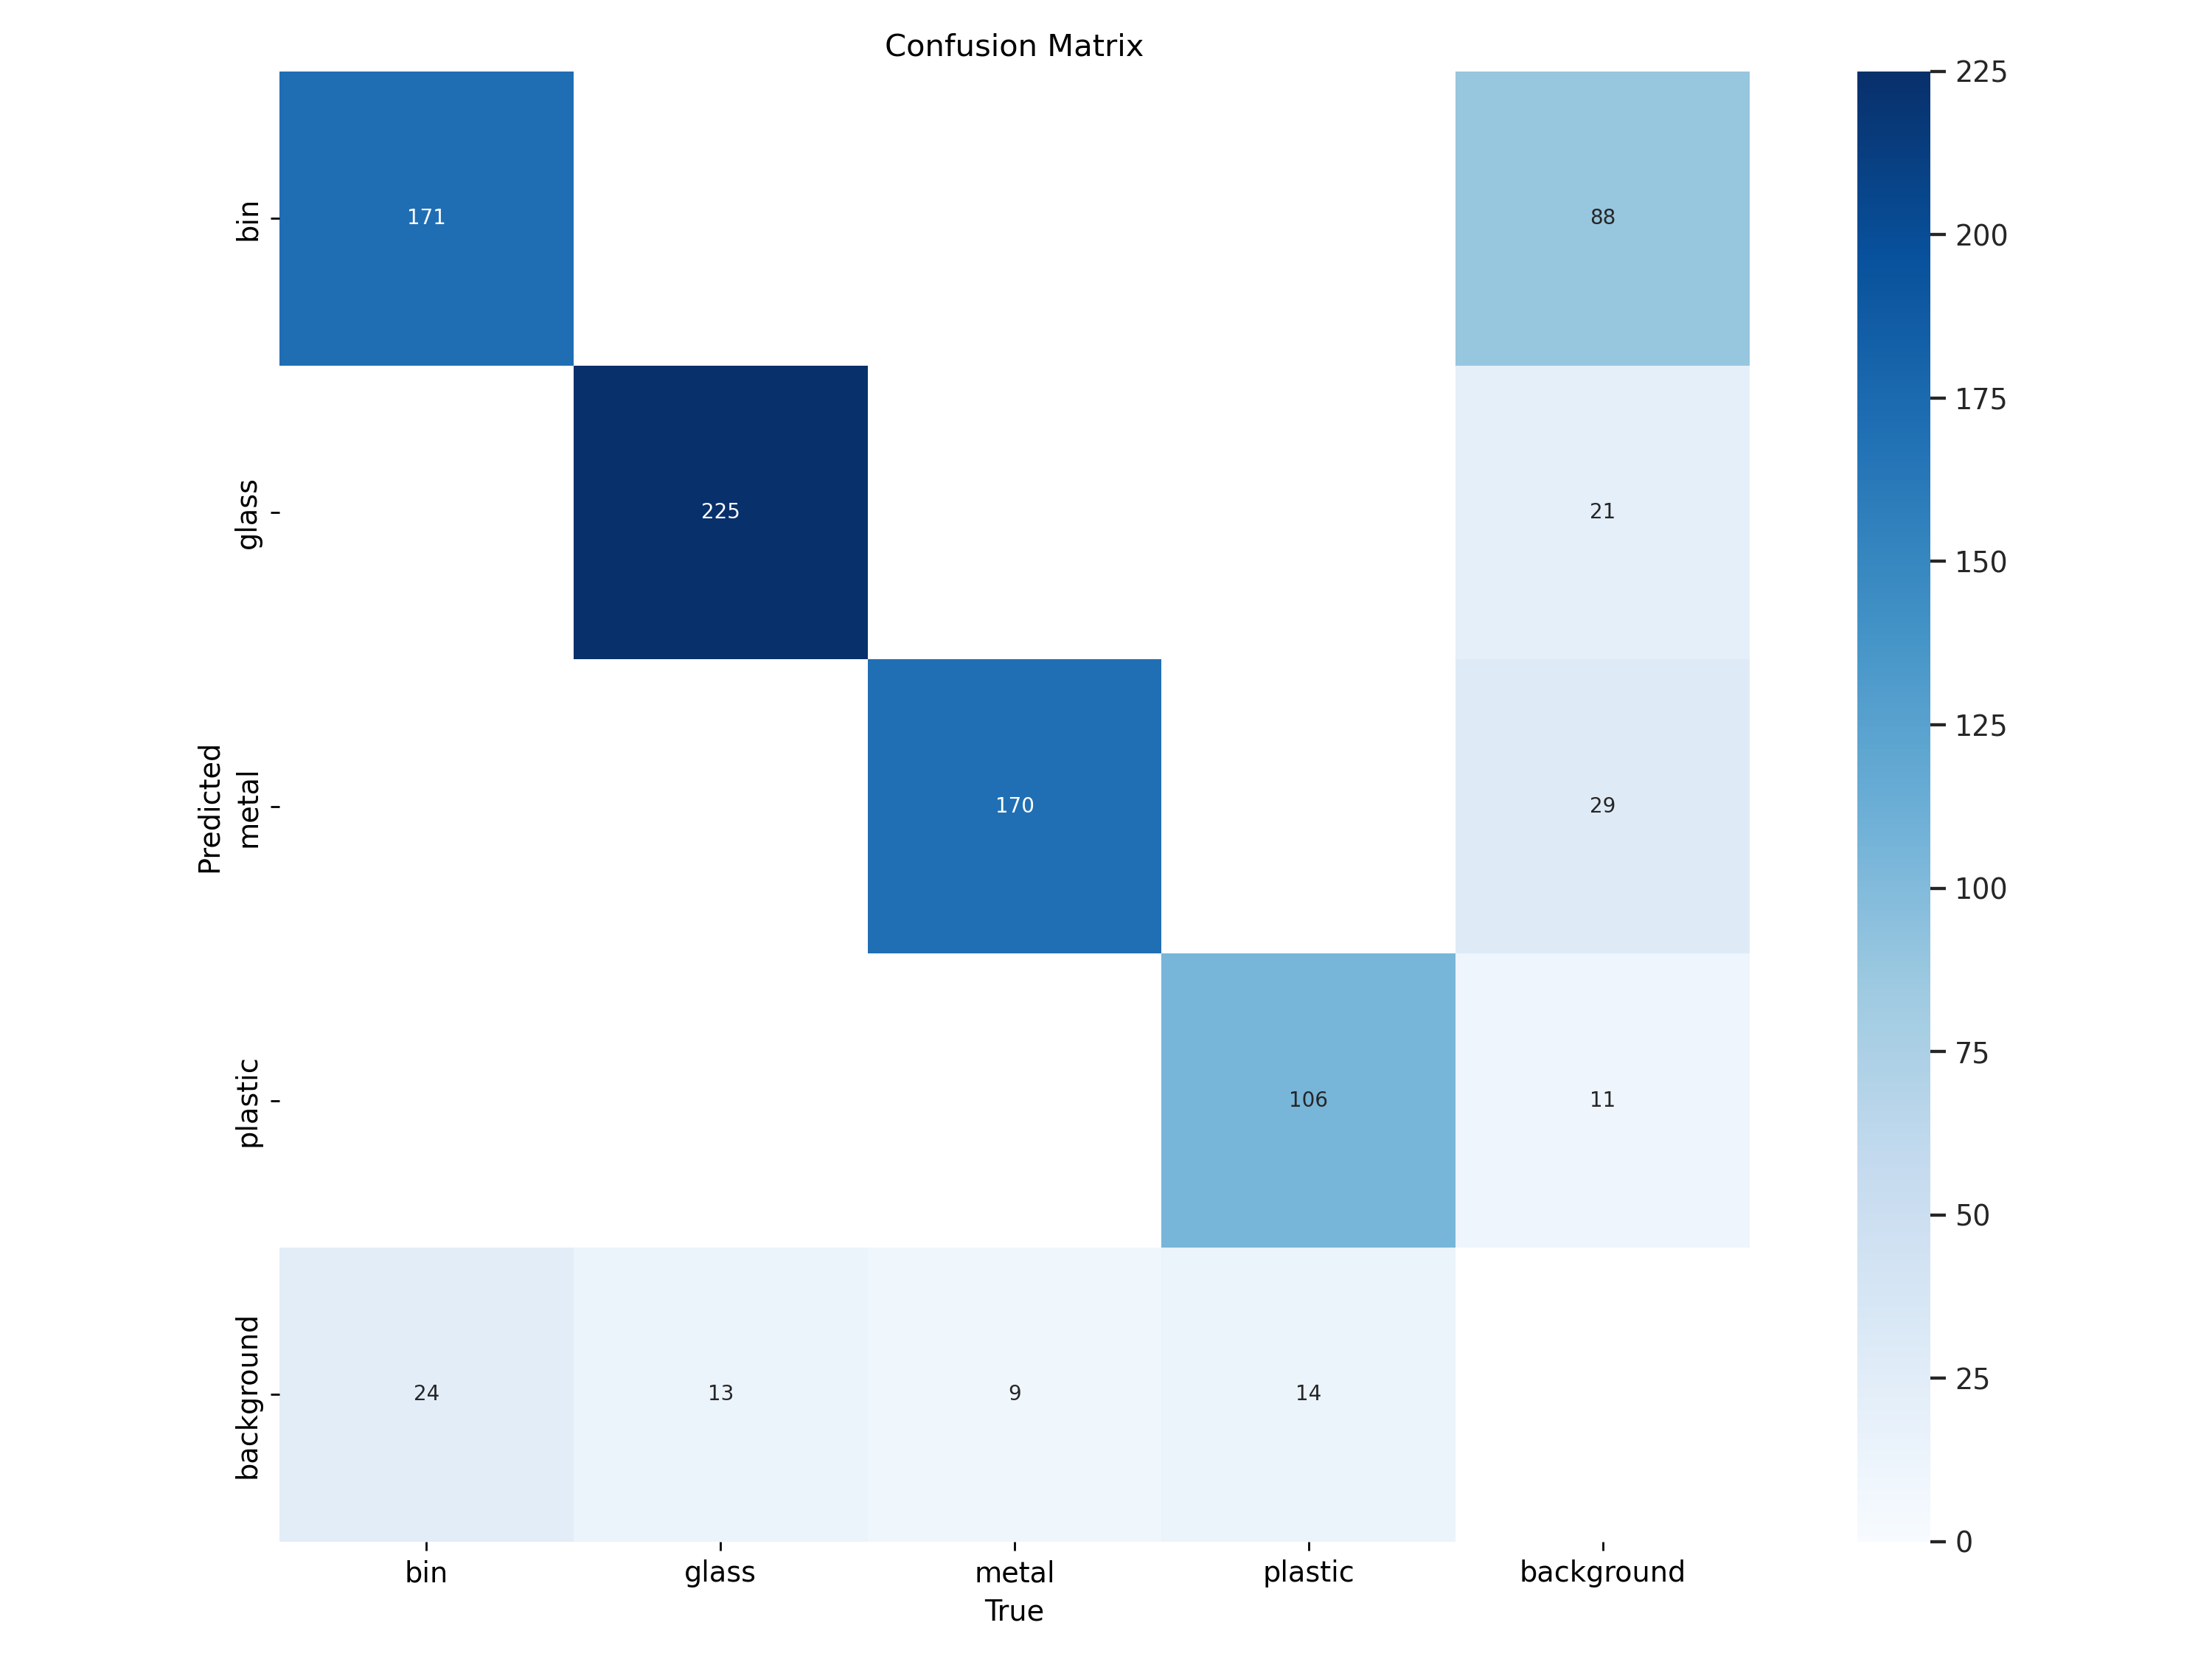 Confusion Matrix
bin
171
88
glass
225
21
Predicted
metal
170
29
plastic
106
11
background
24
13
9
14
bin
glass
metal
plastic
background
True
225
200
175
150
125
100
75
50
25
0